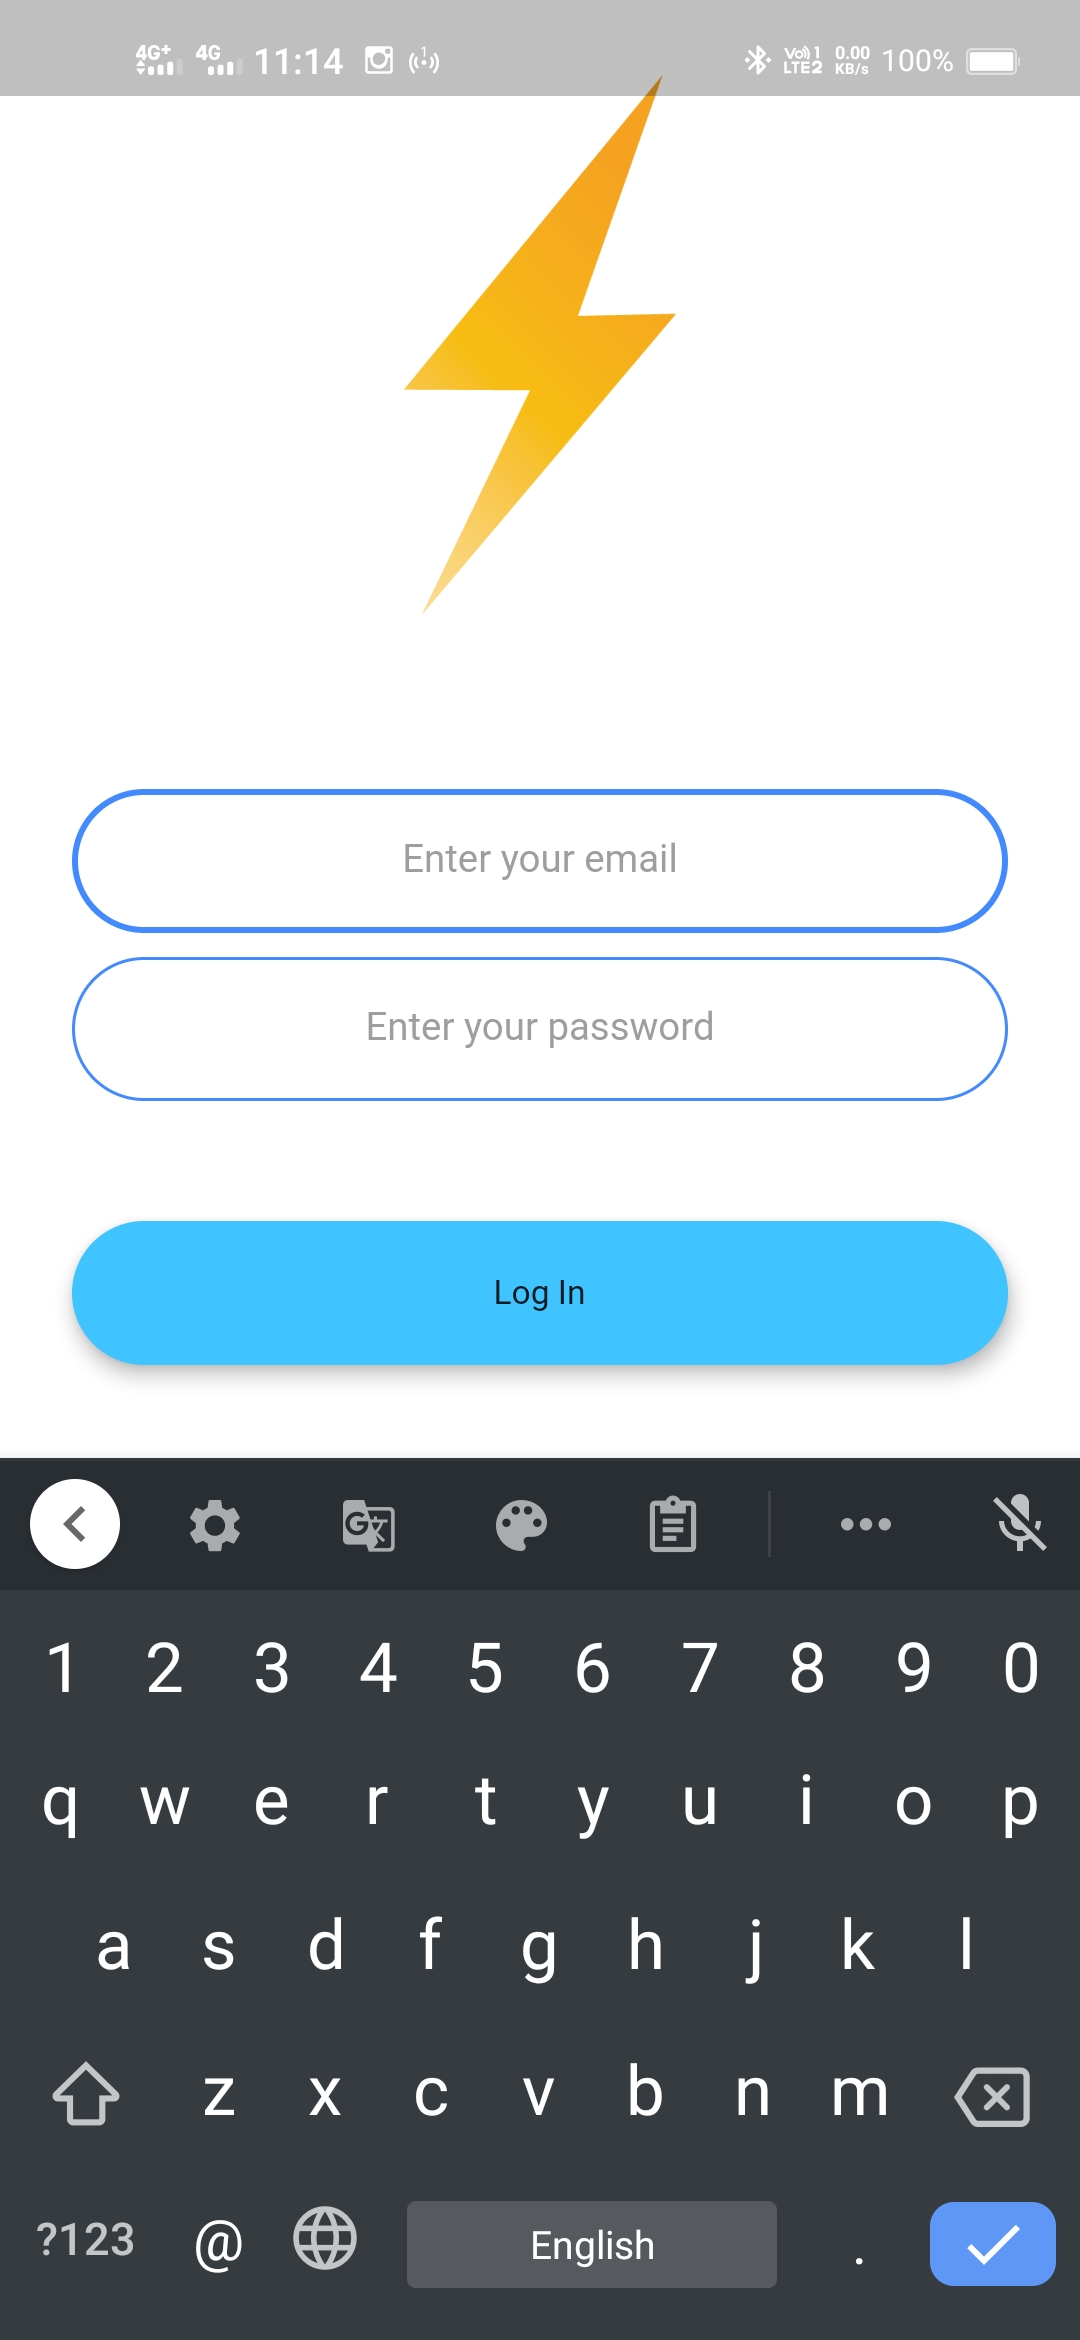 4G+ 4G 11:14 1 Vo 1 LTE2 0.00 KB/s 100%
Enter your email
Enter your password
Log In
1 2 3 4 5 6 7 8 9 0
q w e r t y u i o p
a s d f g h j k l
z x c v b n m
?123 @ English .